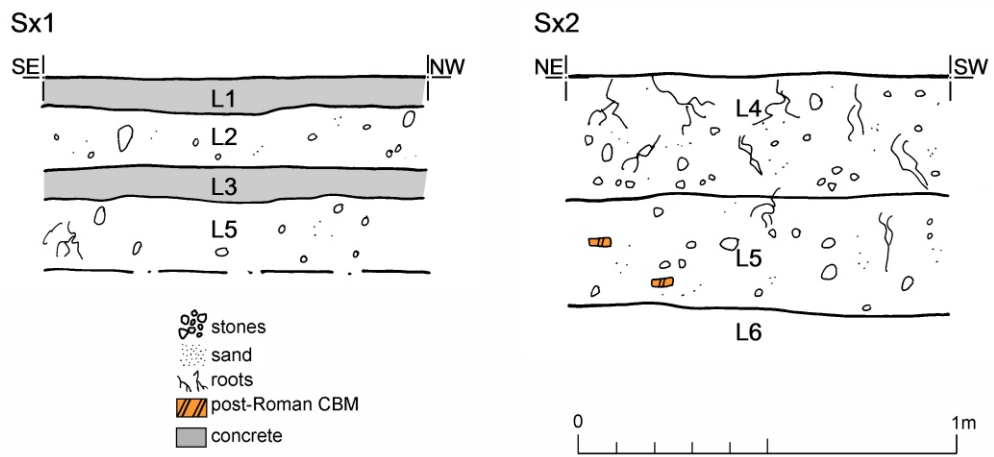 Sx1
SE NW
L1
L2
L3
L5
Sx2
NE SW
L4
L5
L6
stones
sand
roots
post-Roman CBM
concrete
0 1m